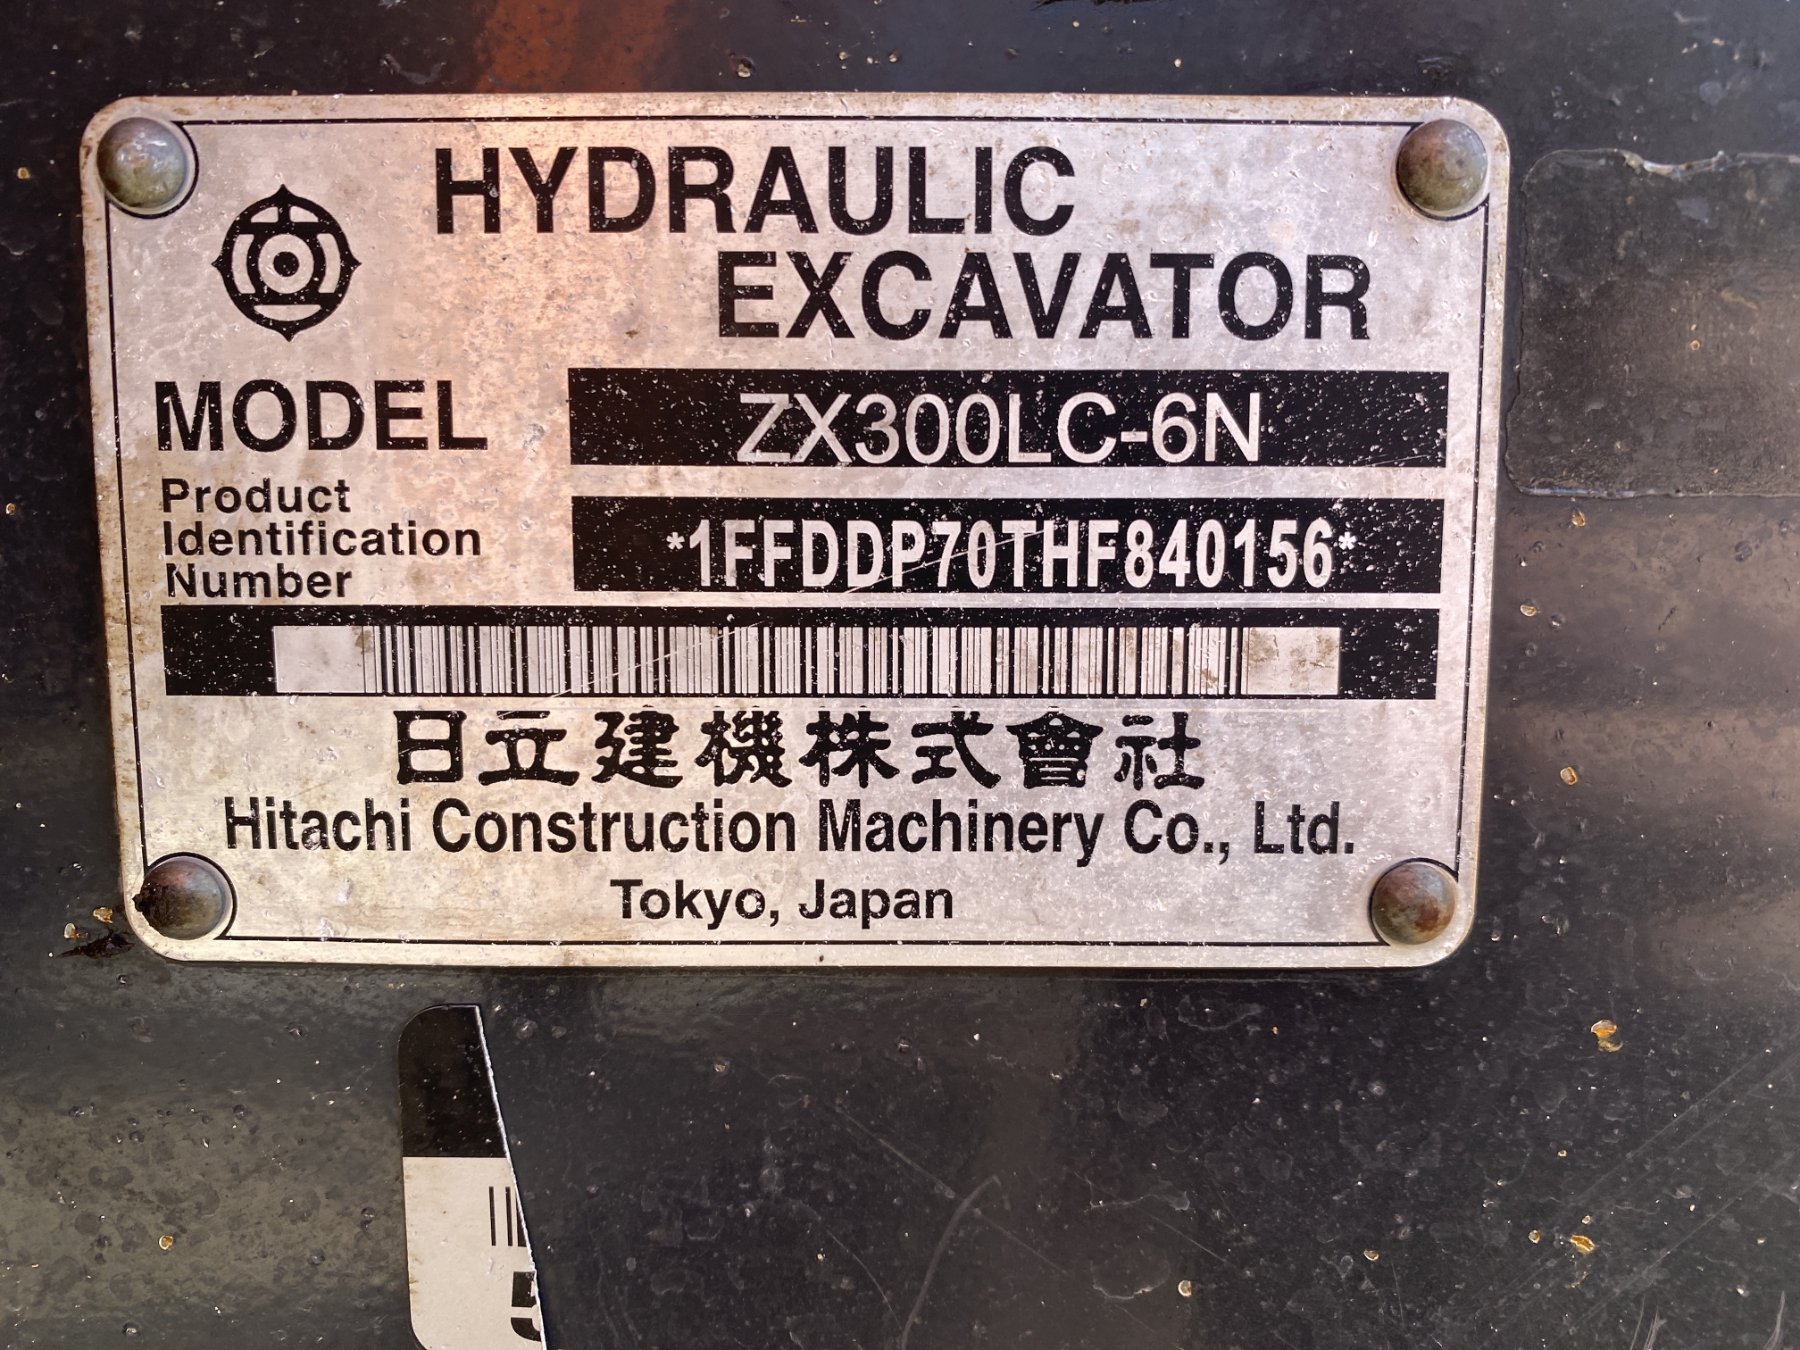 HYDRAULIC
EXCAVATOR
MODEL ZX300LC-6N
Product
Identification
Number
*1FFDDP70THF840156*
日立建機株式會社
Hitachi Construction Machinery Co., Ltd.
Tokyo, Japan